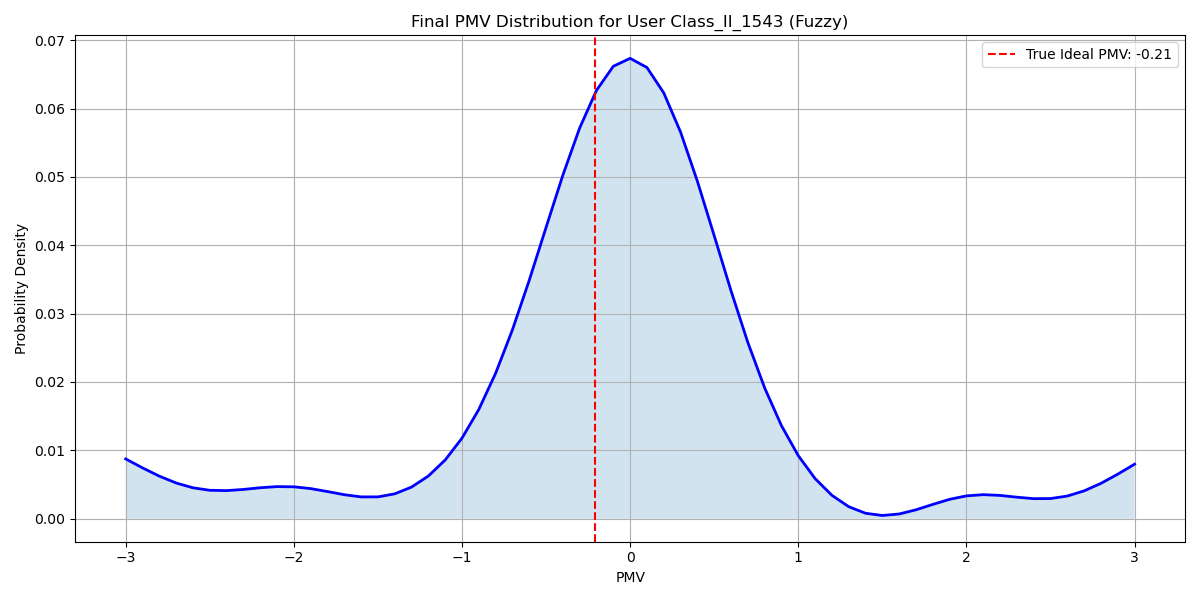 Final PMV Distribution for User Class_II_1543 (Fuzzy)
True Ideal PMV: -0.21
Probability Density
0.07
0.06
0.05
0.04
0.03
0.02
0.01
0.00
−3 −2 −1 0 1 2 3
PMV